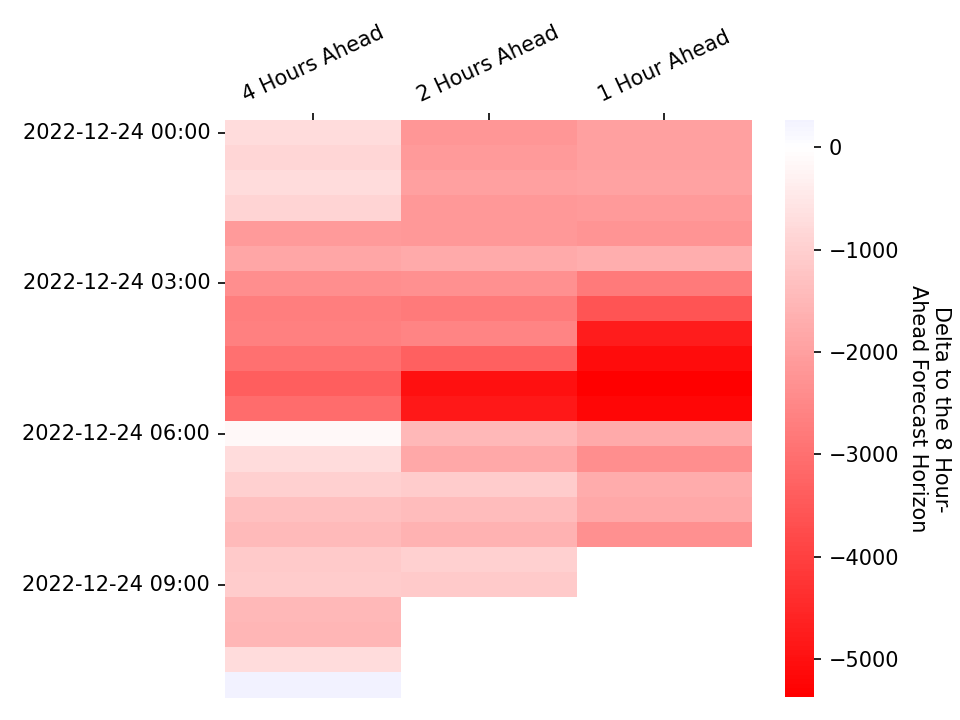 4 Hours Ahead
2 Hours Ahead
1 Hour Ahead
2022-12-24 00:00
2022-12-24 03:00
2022-12-24 06:00
2022-12-24 09:00
0
−1000
−2000
−3000
−4000
−5000
Delta to the 8 Hour-
Ahead Forecast Horizon